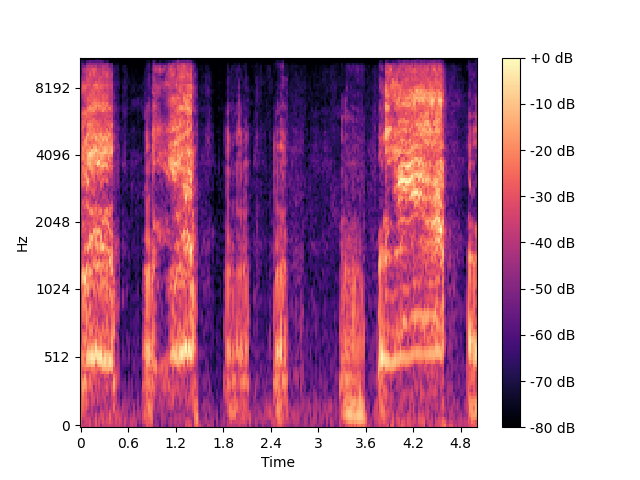 8192
4096
2048
1024
512
0
Hz
0 0.6 1.2 1.8 2.4 3 3.6 4.2 4.8
Time
+0 dB
-10 dB
-20 dB
-30 dB
-40 dB
-50 dB
-60 dB
-70 dB
-80 dB